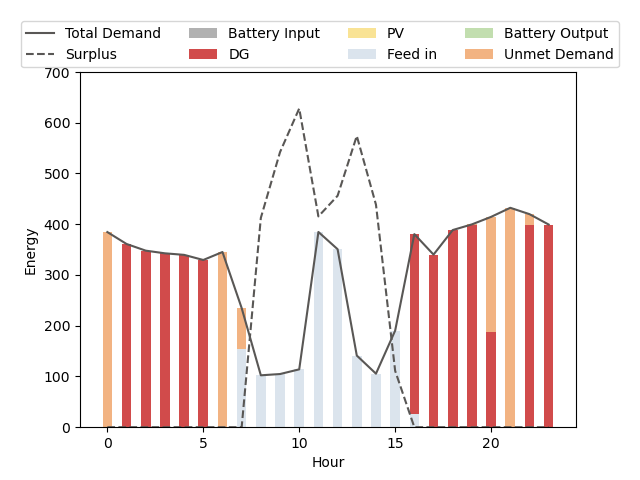 Total Demand Battery Input PV Battery Output
Surplus DG Feed in Unmet Demand
700
600
500
400
300
200
100
0
Energy
0 5 10 15 20
Hour